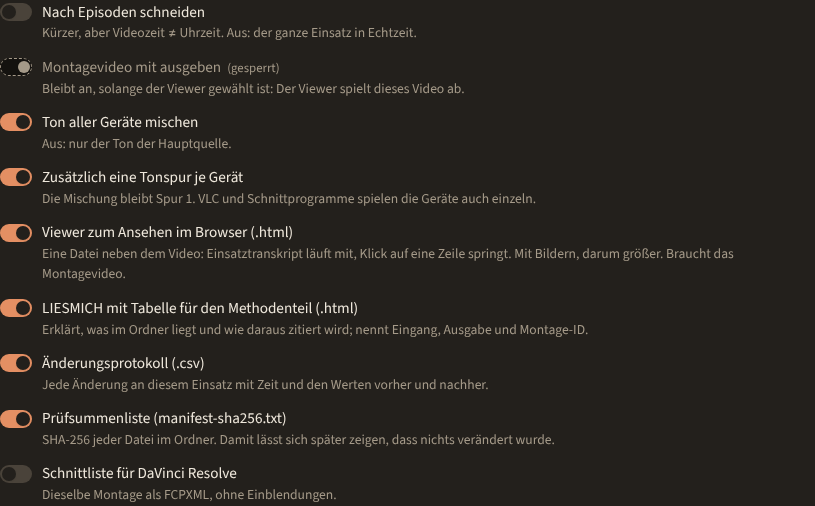 Nach Episoden schneiden
Kürzer, aber Videozeit ≠ Uhrzeit. Aus: der ganze Einsatz in Echtzeit.
Montagevideo mit ausgeben (gesperrt)
Bleibt an, solange der Viewer gewählt ist: Der Viewer spielt dieses Video ab.
Ton aller Geräte mischen
Aus: nur der Ton der Hauptquelle.
Zusätzlich eine Tonspur je Gerät
Die Mischung bleibt Spur 1. VLC und Schnittprogramme spielen die Geräte auch einzeln.
Viewer zum Ansehen im Browser (.html)
Eine Datei neben dem Video: Einsatztranskript läuft mit, Klick auf eine Zeile springt. Mit Bildern, darum größer. Braucht das
Montagevideo.
LIESMICH mit Tabelle für den Methodenteil (.html)
Erklärt, was im Ordner liegt und wie daraus zitiert wird; nennt Eingang, Ausgabe und Montage-ID.
Änderungsprotokoll (.csv)
Jede Änderung an diesem Einsatz mit Zeit und den Werten vorher und nachher.
Prüfsummenliste (manifest-sha256.txt)
SHA-256 jeder Datei im Ordner. Damit lässt sich später zeigen, dass nichts verändert wurde.
Schnittliste für DaVinci Resolve
Dieselbe Montage als FCPXML, ohne Einblendungen.